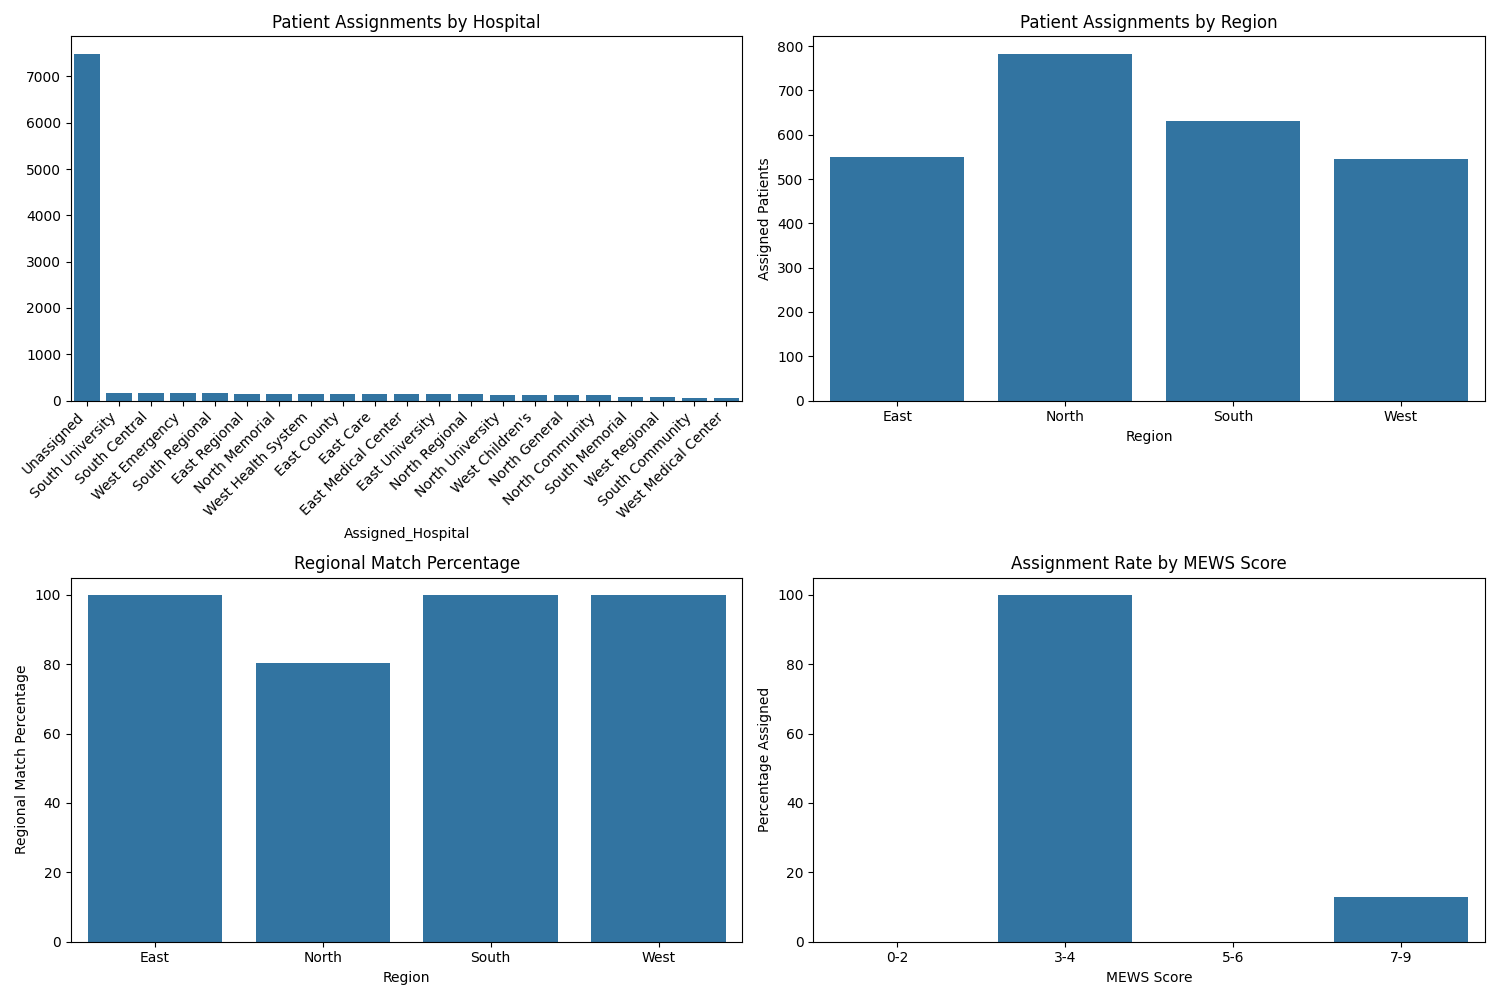 Patient Assignments by Hospital
7000
6000
5000
4000
3000
2000
1000
0
Unassigned
South University
South Central
West Emergency
South Regional
East Regional
North Memorial
West Health System
East County
East Care
East Medical Center
East University
North Regional
North University
West Children's
North General
North Community
South Memorial
West Regional
South Community
West Medical Center
Assigned_Hospital
Patient Assignments by Region
Assigned Patients
800
700
600
500
400
300
200
100
0
East North South West
Region
Regional Match Percentage
Regional Match Percentage
100
80
60
40
20
0
East North South West
Region
Assignment Rate by MEWS Score
Percentage Assigned
100
80
60
40
20
0
0-2 3-4 5-6 7-9
MEWS Score